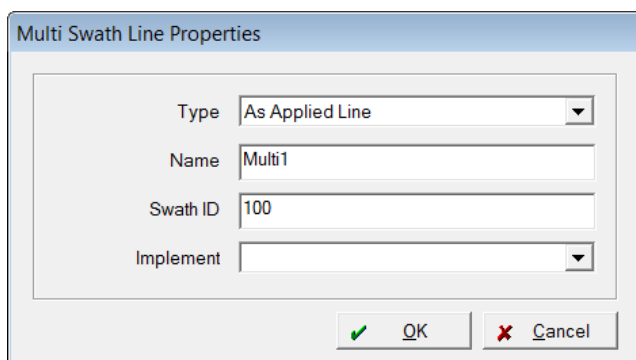 Multi Swath Line Properties
Type As Applied Line
Name Multi1
Swath ID 100
Implement
OK Cancel